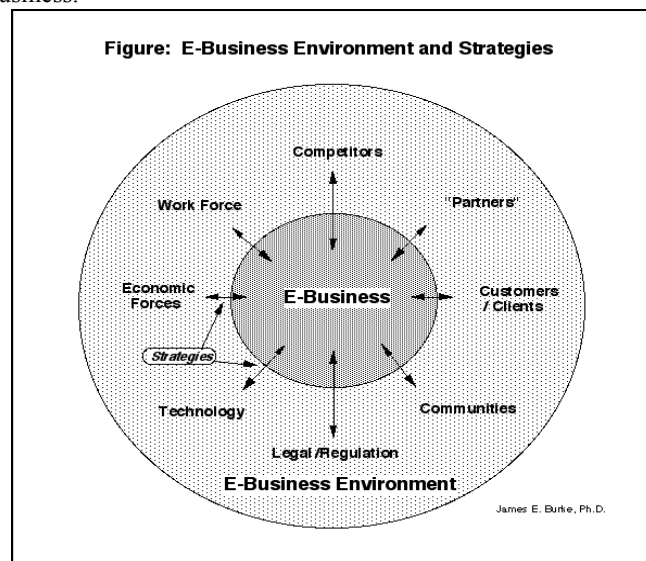 Figure: E-Business Environment and Strategies
Competitors
Work Force
"Partners"
Economic
Forces
E-Business
Customers
/ Clients
Strategies
Technology
Communities
Legal /Regulation
E-Business Environment
James E. Burke, Ph.D.